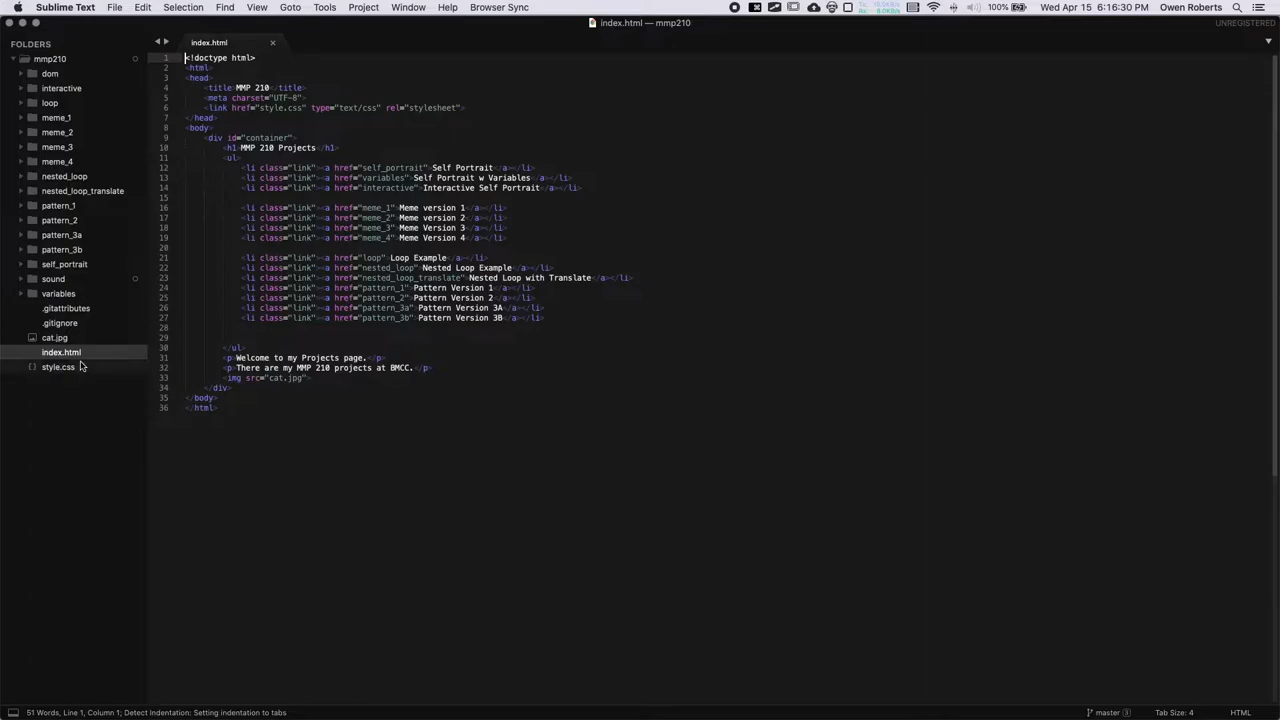 Sublime Text File Edit Selection Find View Goto Tools Project Window Help Browser Sync 100% Wed Apr 15 6:16:30 PM Owen Roberts
index.html — mmp210 UNREGISTERED
FOLDERS
mmp210
dom
interactive
loop
meme_1
meme_2
meme_3
meme_4
nested_loop
nested_loop_translate
pattern_1
pattern_2
pattern_3a
pattern_3b
self_portrait
sound
variables
.gitattributes
.gitignore
cat.jpg
index.html
style.css
index.html ×
1 <!doctype html>
2 <html>
3 <head>
4 <title>MMP 210</title>
5 <meta charset="UTF-8">
6 <link href="style.css" type="text/css" rel="stylesheet">
7 </head>
8 <body>
9 <div id="container">
10 <h1>MMP 210 Projects</h1>
11 <ul>
12 <li class="link"><a href="self_portrait">Self Portrait</a></li>
13 <li class="link"><a href="variables">Self Portrait w Variables</a></li>
14 <li class="link"><a href="interactive">Interactive Self Portrait</a></li>
15
16 <li class="link"><a href="meme_1">Meme version 1</a></li>
17 <li class="link"><a href="meme_2">Meme version 2</a></li>
18 <li class="link"><a href="meme_3">Meme Version 3</a></li>
19 <li class="link"><a href="meme_4">Meme Version 4</a></li>
20
21 <li class="link"><a href="loop">Loop Example</a></li>
22 <li class="link"><a href="nested_loop">Nested Loop Example</a></li>
23 <li class="link"><a href="nested_loop_translate">Nested Loop with Translate</a></li>
24 <li class="link"><a href="pattern_1">Pattern Version 1</a></li>
25 <li class="link"><a href="pattern_2">Pattern Version 2</a></li>
26 <li class="link"><a href="pattern_3a">Pattern Version 3A</a></li>
27 <li class="link"><a href="pattern_3b">Pattern Version 3B</a></li>
28
29
30 </ul>
31 <p>Welcome to my Projects page.</p>
32 <p>There are my MMP 210 projects at BMCC.</p>
33 <img src="cat.jpg">
34 </div>
35 </body>
36 </html>
51 Words, Line 1, Column 1; Detect Indentation: Setting indentation to tabs master 3 Tab Size: 4 HTML